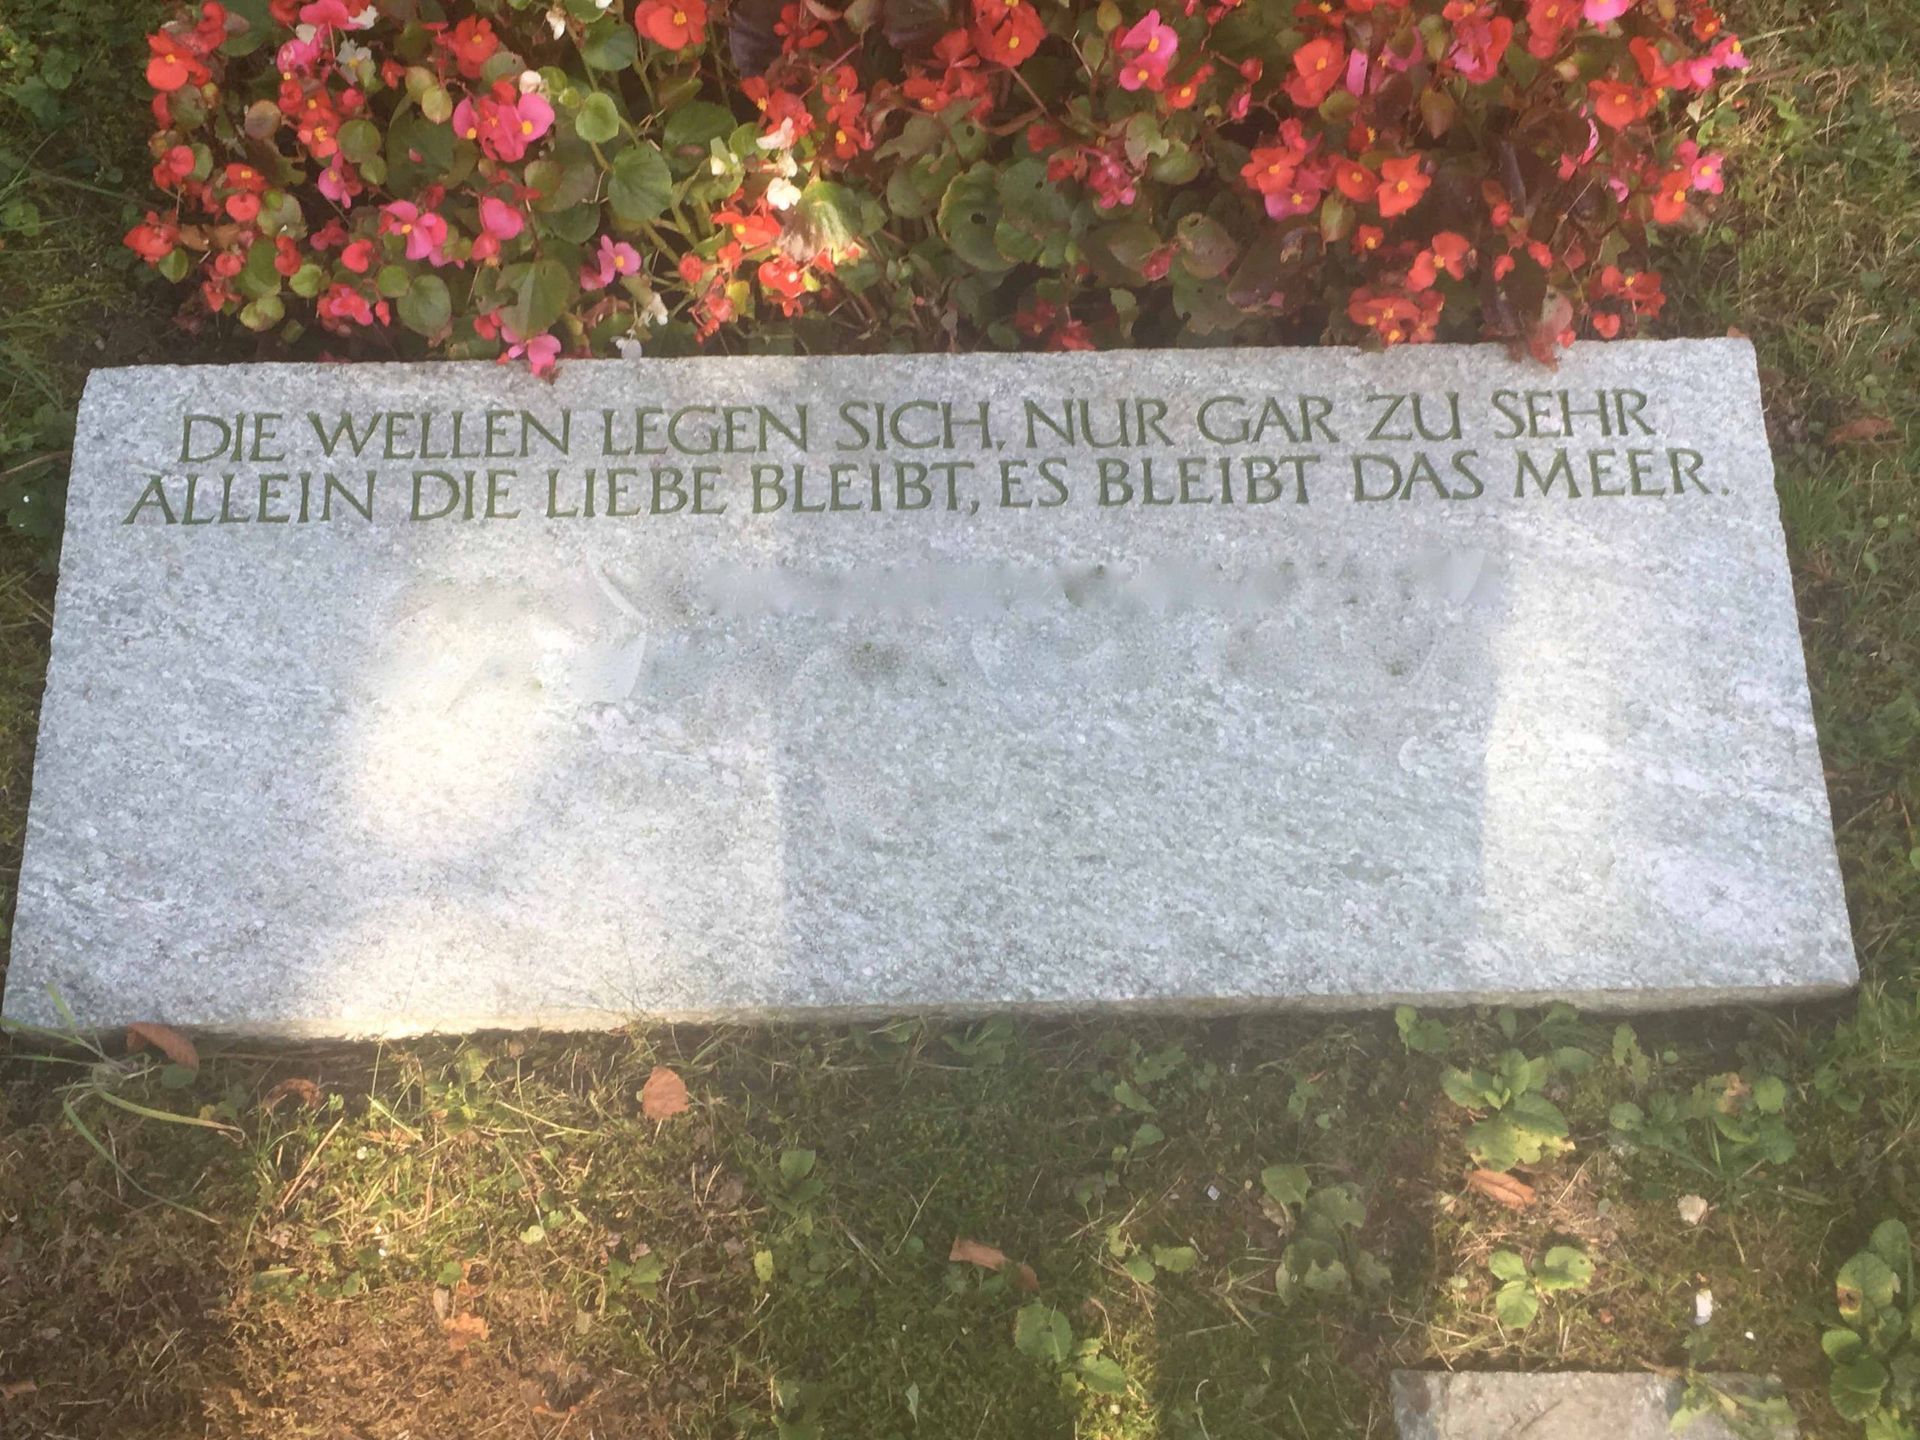 DIE WELLEN LEGEN SICH, NUR GAR ZU SEHR
ALLEIN DIE LIEBE BLEIBT, ES BLEIBT DAS MEER.